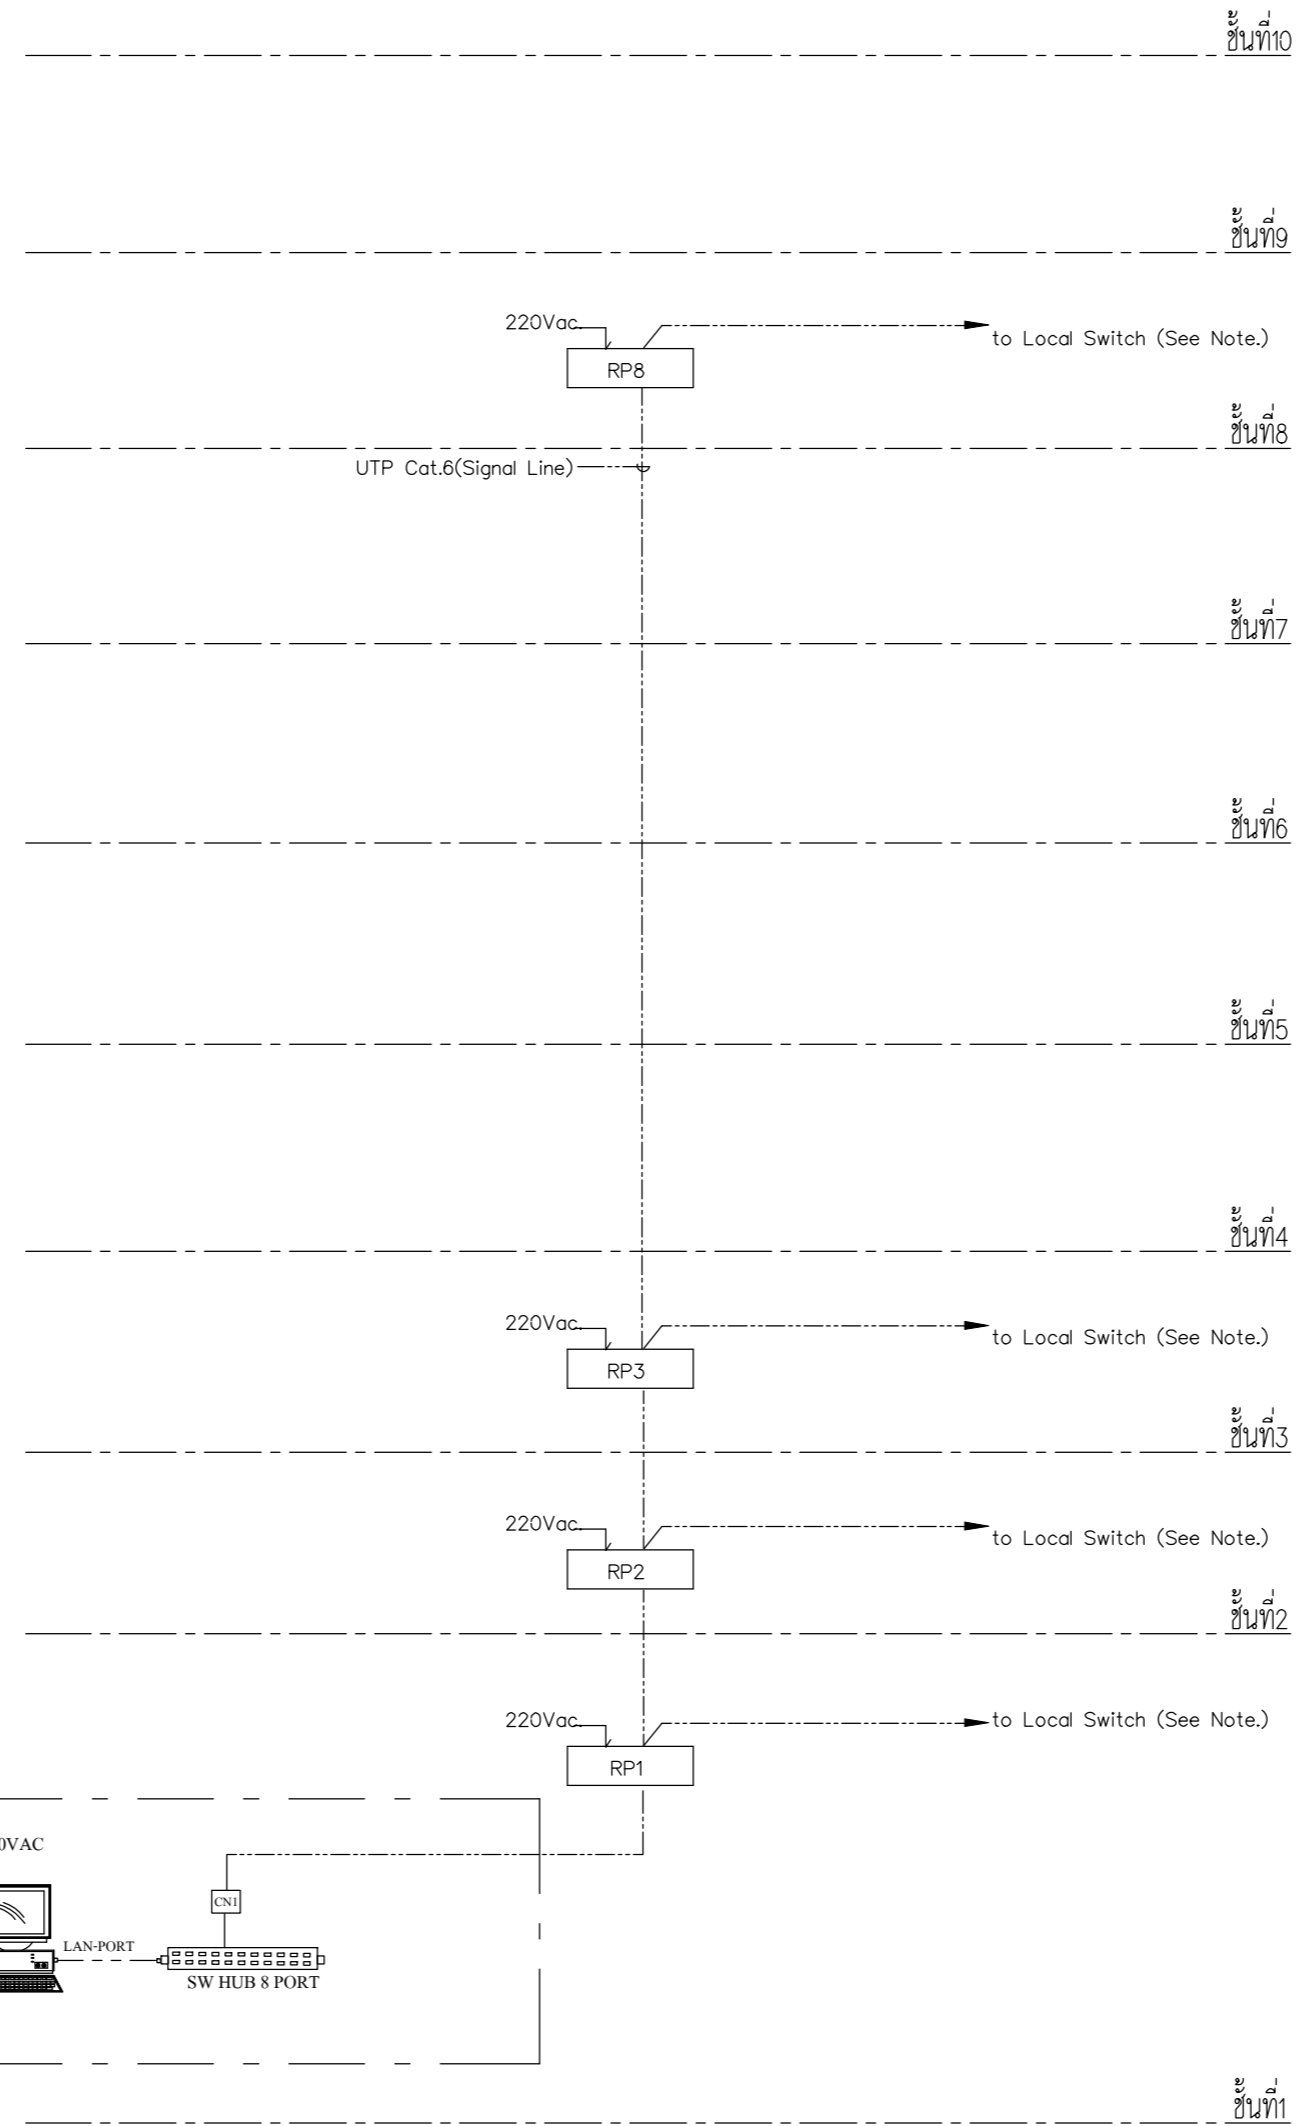 ชั้นที่10
ชั้นที่9
220Vac.
to Local Switch (See Note.)
RP8
ชั้นที่8
UTP Cat.6(Signal Line)
ชั้นที่7
ชั้นที่6
ชั้นที่5
ชั้นที่4
220Vac.
to Local Switch (See Note.)
RP3
ชั้นที่3
220Vac.
to Local Switch (See Note.)
RP2
ชั้นที่2
220Vac.
to Local Switch (See Note.)
RP1
0VAC
CN1
LAN-PORT
SW HUB 8 PORT
ชั้นที่1